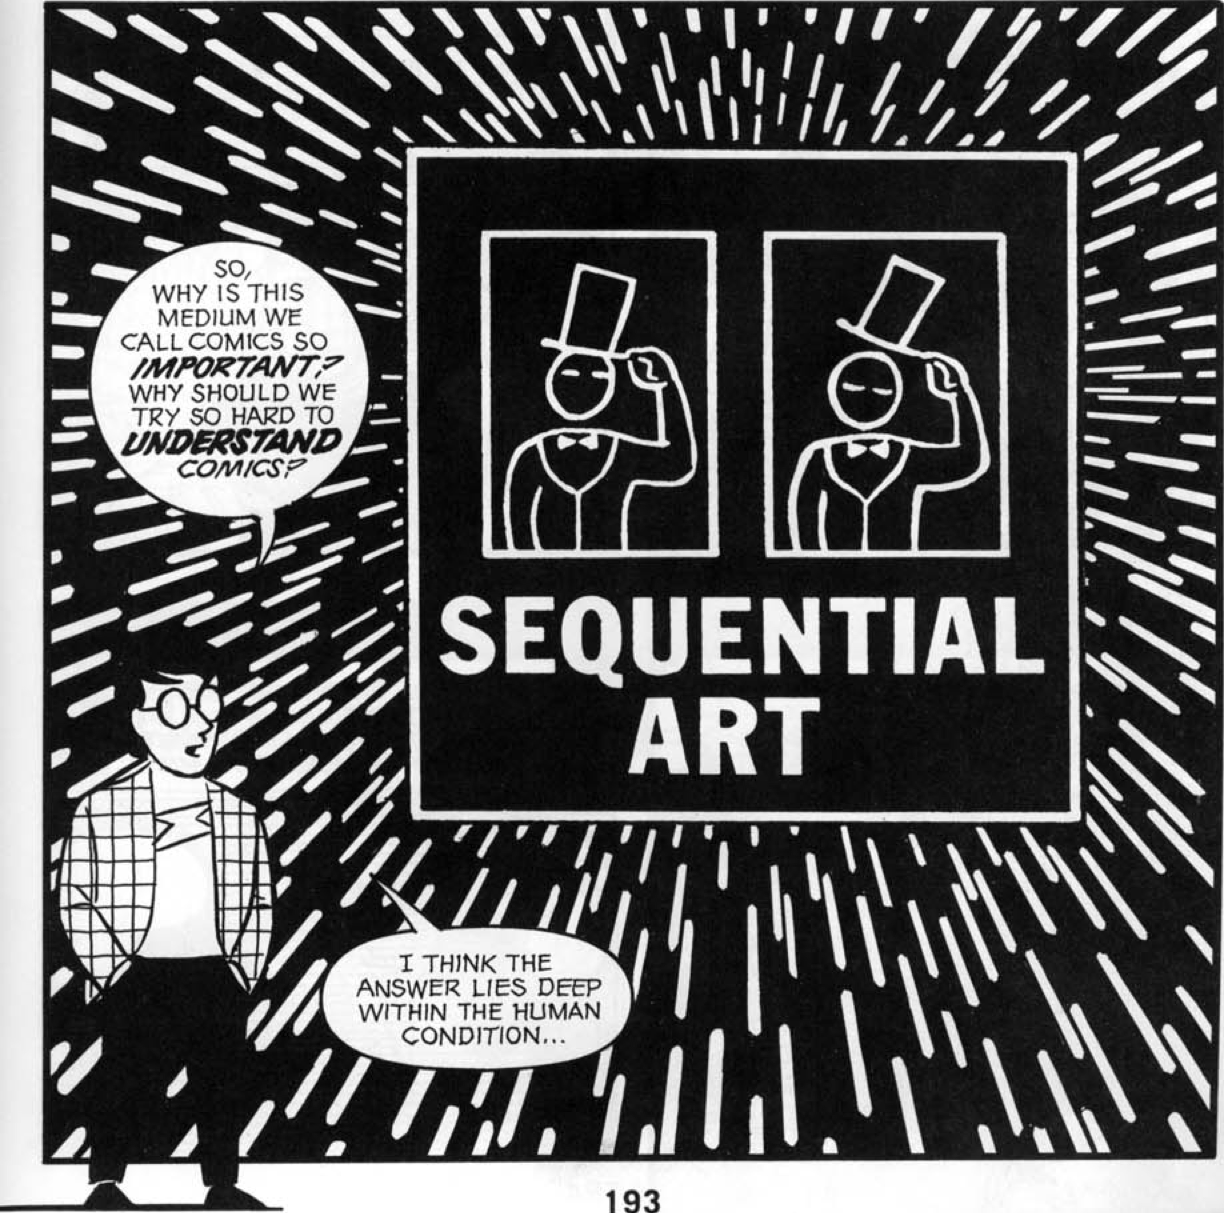 SO,
WHY IS THIS
MEDIUM WE
CALL COMICS SO
IMPORTANT?
WHY SHOULD WE
TRY SO HARD TO
UNDERSTAND
COMICS?
SEQUENTIAL
ART
I THINK THE
ANSWER LIES DEEP
WITHIN THE HUMAN
CONDITION...
193